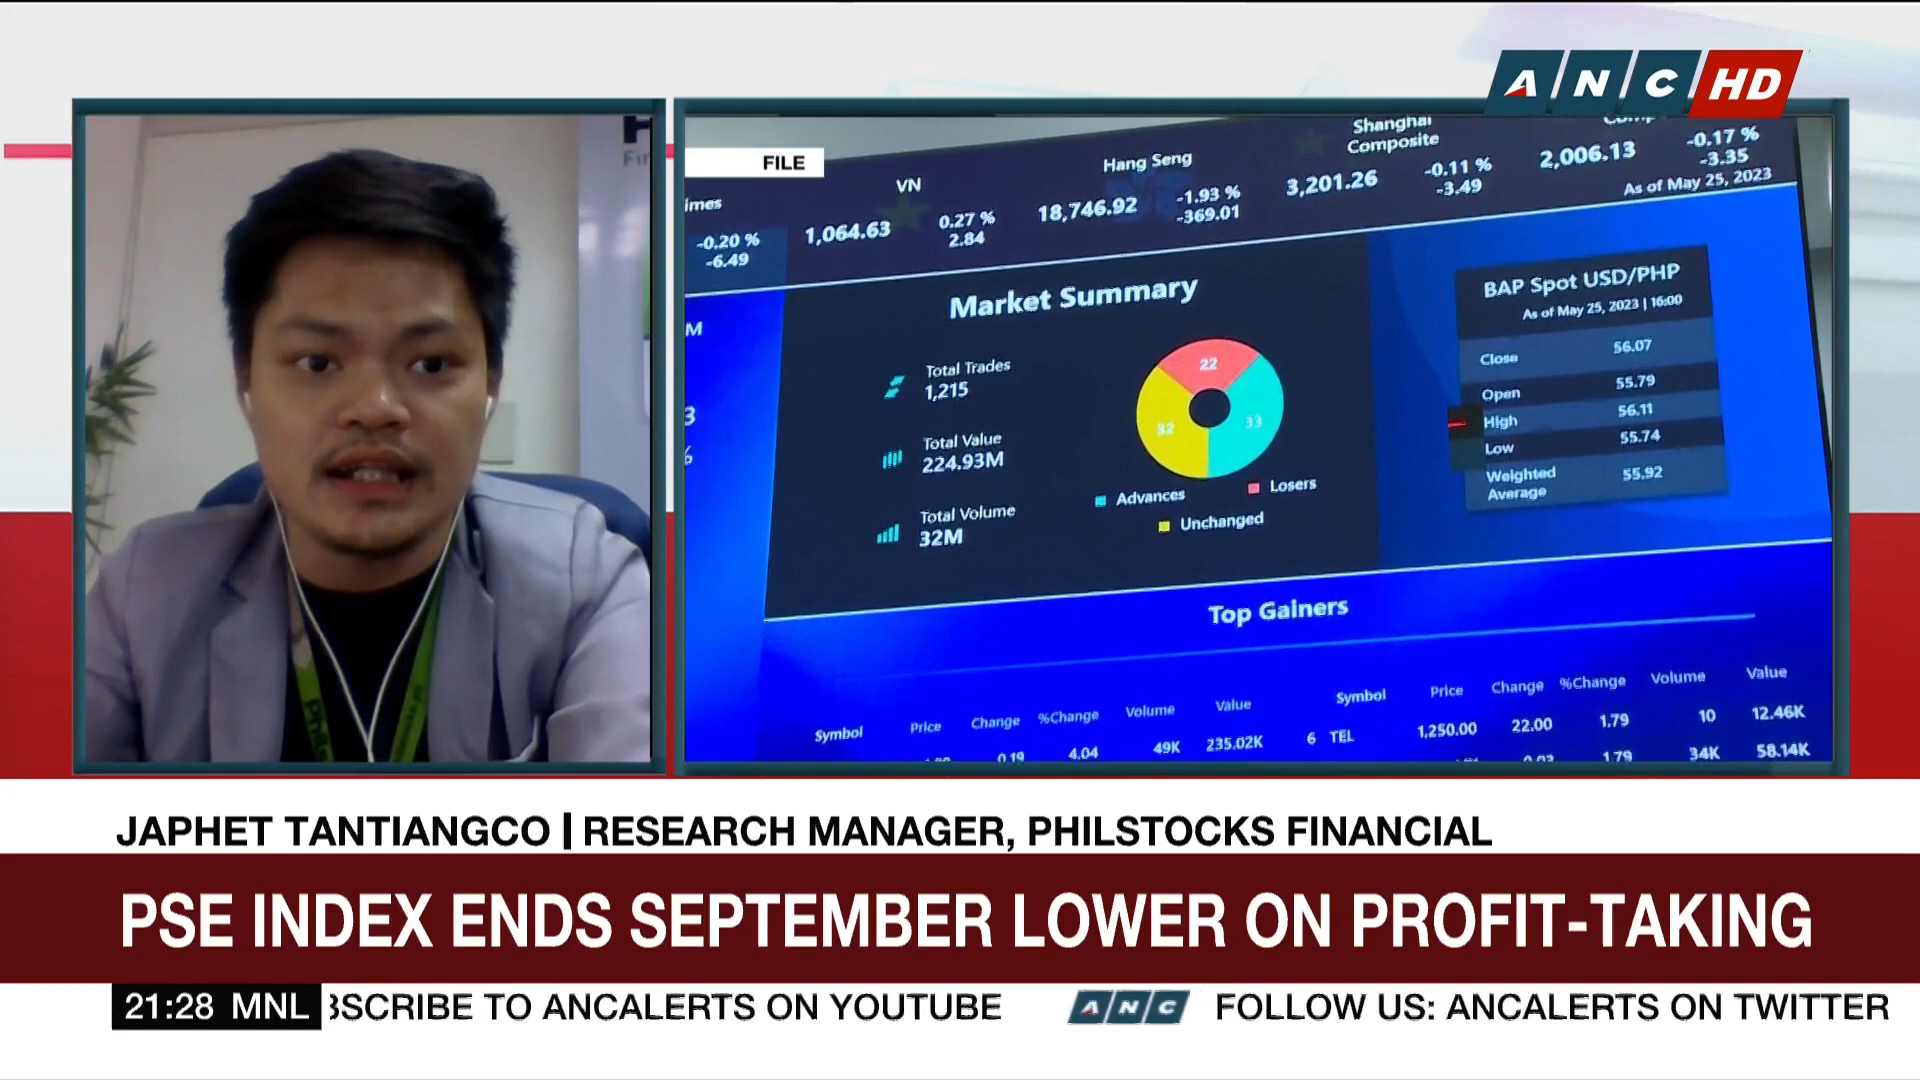 ANC HD
FILE
imes
-0.20 %
-6.49
VN
1,064.63
0.27 %
2.84
Hang Seng
18,746.92
-1.93 %
-369.01
Shanghai
Composite
3,201.26
-0.11 %
-3.49
2,006.13
-0.17 %
-3.35
As of May 25, 2023
M
3
%
Market Summary
Total Trades
1,215
Total Value
224.93M
Total Volume
32M
22
32
33
Advances
Losers
Unchanged
BAP Spot USD/PHP
As of May 25, 2023 | 16:00
Close 56.07
Open 55.79
High 56.11
Low 55.74
Weighted
Average 55.92
Top Gainers
Symbol Price Change %Change Volume Value
0.19 4.04 49K 235.02K
Symbol Price Change %Change Volume Value
6 TEL 1,250.00 22.00 1.79 10 12.46K
0.03 1.79 34K 58.14K
JAPHET TANTIANGCO | RESEARCH MANAGER, PHILSTOCKS FINANCIAL
PSE INDEX ENDS SEPTEMBER LOWER ON PROFIT-TAKING
21:28 MNL BSCRIBE TO ANCALERTS ON YOUTUBE ANC FOLLOW US: ANCALERTS ON TWITTER